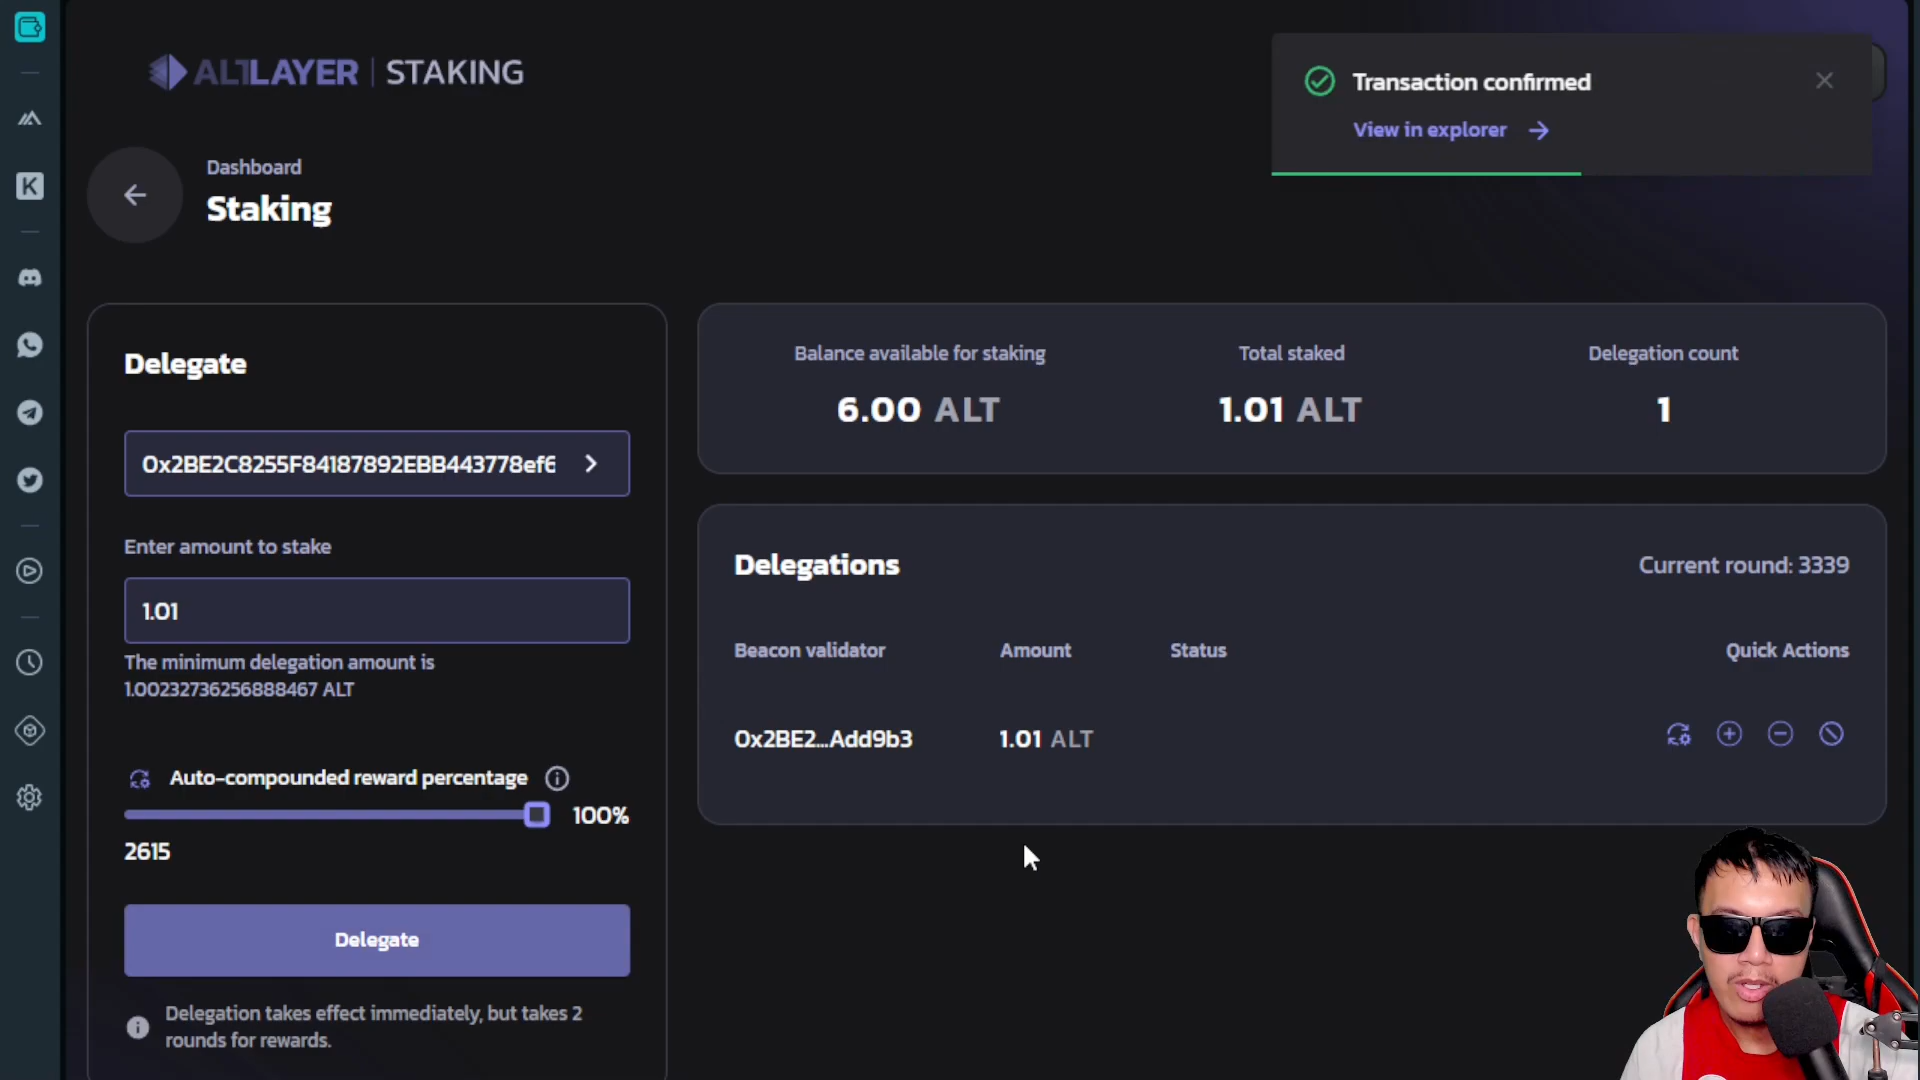 ALTLAYER | STAKING
Transaction confirmed
View in explorer
Dashboard
Staking
Delegate
0x2BE2C8255F84187892EBB443778ef6
Enter amount to stake
1.01
The minimum delegation amount is
1.00232736256888467 ALT
Auto-compounded reward percentage
100%
2615
Delegate
Delegation takes effect immediately, but takes 2
rounds for rewards.
Balance available for staking
6.00 ALT
Total staked
1.01 ALT
Delegation count
1
Delegations
Current round: 3339
Beacon validator Amount Status Quick Actions
0x2BE2...Add9b3 1.01 ALT
K